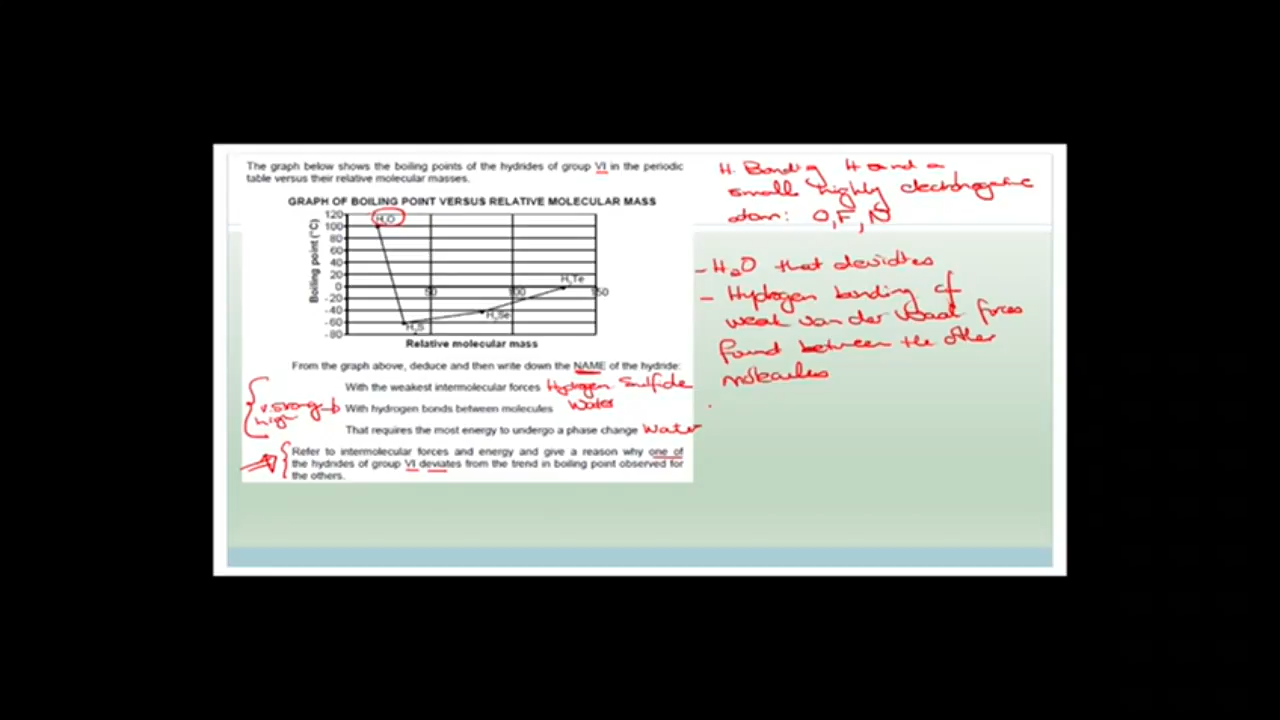 The graph below shows the boiling points of the hydrides of group VI in the periodic
table versus their relative molecular masses.
GRAPH OF BOILING POINT VERSUS RELATIVE MOLECULAR MASS
Boiling point (°C)
120
100
80
60
40
20
0
-20
-40
-60
-80
H₂O
H₂S
H₂Se
H₂Te
50
100
150
Relative molecular mass
From the graph above, deduce and then write down the NAME of the hydride:
With the weakest intermolecular forces Hydrogen Sulfide
With hydrogen bonds between molecules Water
That requires the most energy to undergo a phase change Water
v. strong
high
Refer to intermolecular forces and energy and give a reason why one of
the hydrides of group VI deviates from the trend in boiling point observed for
the others.
H. Bonding H and a
small highly electronegative
atom: O, F, N
- H₂O that deviates
- Hydrogen bonding cf
weak van der Waal forces
found between the other
molecules